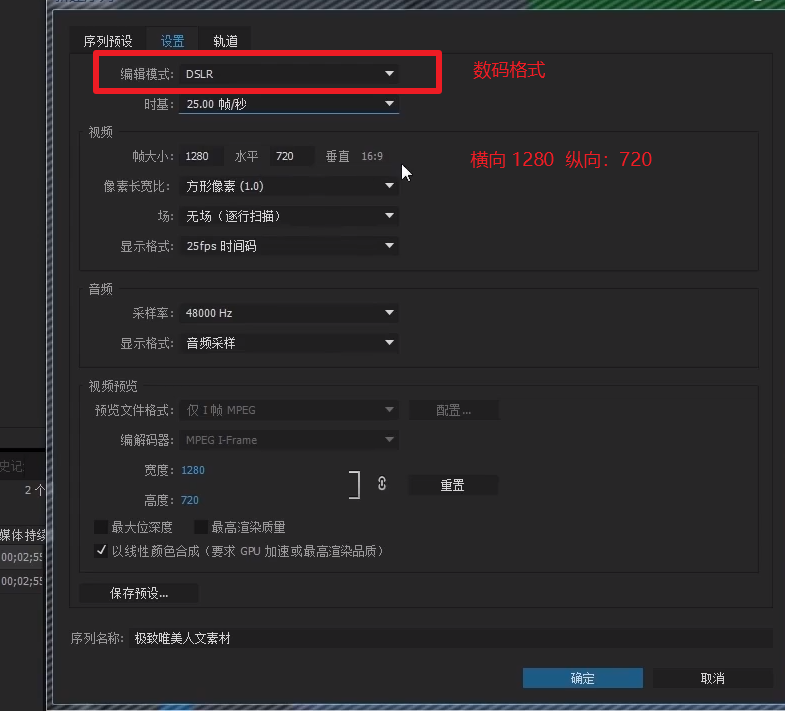 序列预设 设置 轨道
编辑模式: DSLR
数码格式
时基: 25.00 帧/秒
视频
帧大小: 1280 水平 720 垂直 16:9
横向 1280 纵向：720
像素长宽比: 方形像素 (1.0)
场: 无场（逐行扫描）
显示格式: 25fps 时间码
音频
采样率: 48000 Hz
显示格式: 音频采样
视频预览
预览文件格式: 仅 I 帧 MPEG 配置...
编解码器: MPEG I-Frame
宽度: 1280
高度: 720
重置
史记
2 个
最大位深度 最高渲染质量
媒体持续
以线性颜色合成（要求 GPU 加速或最高渲染品质）
00;02;55
00;02;55
保存预设...
序列名称: 极致唯美人文素材
确定 取消